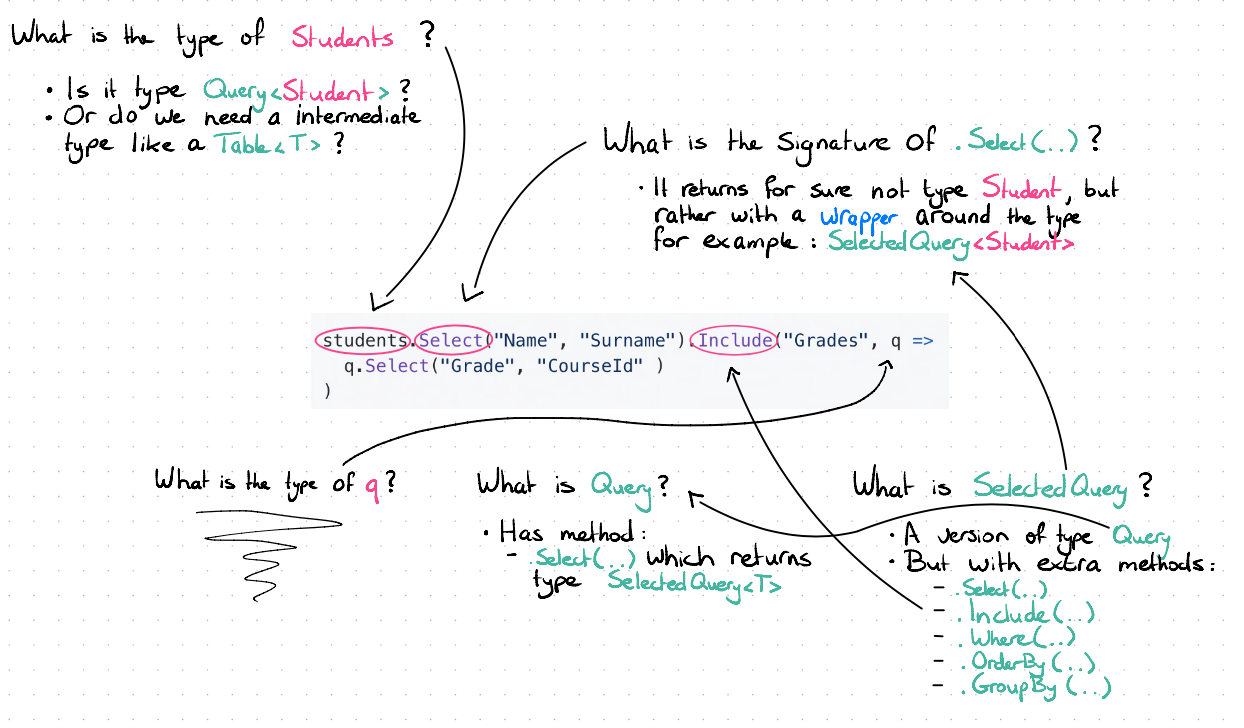 What is the type of Students ?
• Is it type Query<Student> ?
• Or do we need a intermediate
type like a Table<T> ?
What is the Signature of .Select(..) ?
• It returns for sure not type Student, but
rather with a wrapper around the type
for example : SelectedQuery<Student>
students.Select("Name", "Surname").Include("Grades", q =>
q.Select("Grade", "CourseId" )
)
What is the type of q ?
What is Query ?
• Has method :
- .Select(..) which returns
type SelectedQuery<T>
What is SelectedQuery ?
• A version of type Query
• But with extra methods :
- .Select(..)
- .Include(...)
- .Where(..)
- .OrderBy(..)
- .GroupBy(..)